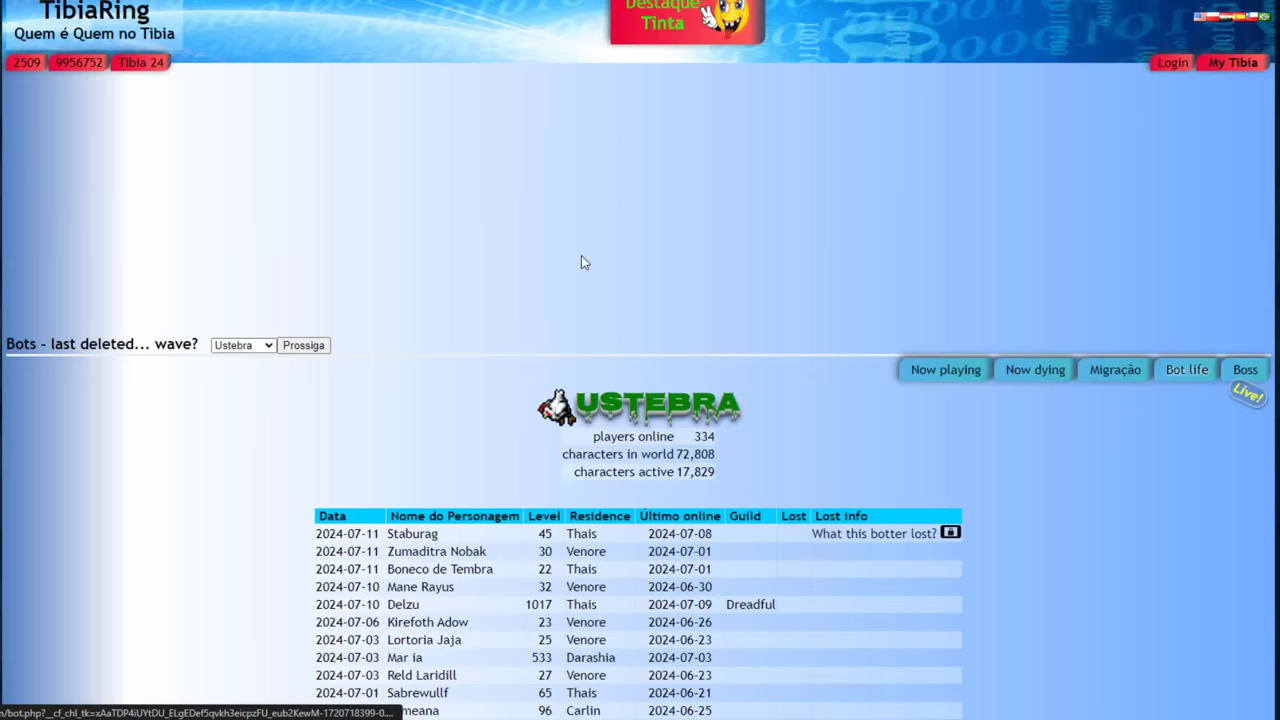 TibiaRing
Quem é Quem no Tibia
Destaque
Tinta
2509 9956752 Tibia 24
Login My Tibia
Bots - last deleted... wave? Ustebra Prossiga
Now playing Now dying Migração Bot life Boss
Live!
USTEBRA
players online 334
characters in world 72,808
characters active 17,829
Data Nome do Personagem Level Residence Último online Guild Lost Lost info
2024-07-11 Staburag 45 Thais 2024-07-08 What this botter lost?
2024-07-11 Zumaditra Nobak 30 Venore 2024-07-01
2024-07-11 Boneco de Tembra 22 Thais 2024-07-01
2024-07-10 Mane Rayus 32 Venore 2024-06-30
2024-07-10 Delzu 1017 Thais 2024-07-09 Dreadful
2024-07-06 Kirefoth Adow 23 Venore 2024-06-26
2024-07-03 Lortoria Jaja 25 Venore 2024-06-23
2024-07-03 Mar ia 533 Darashia 2024-07-03
2024-07-03 Reld Laridill 27 Venore 2024-06-23
2024-07-01 Sabrewullf 65 Thais 2024-06-21
meana 96 Carlin 2024-06-25